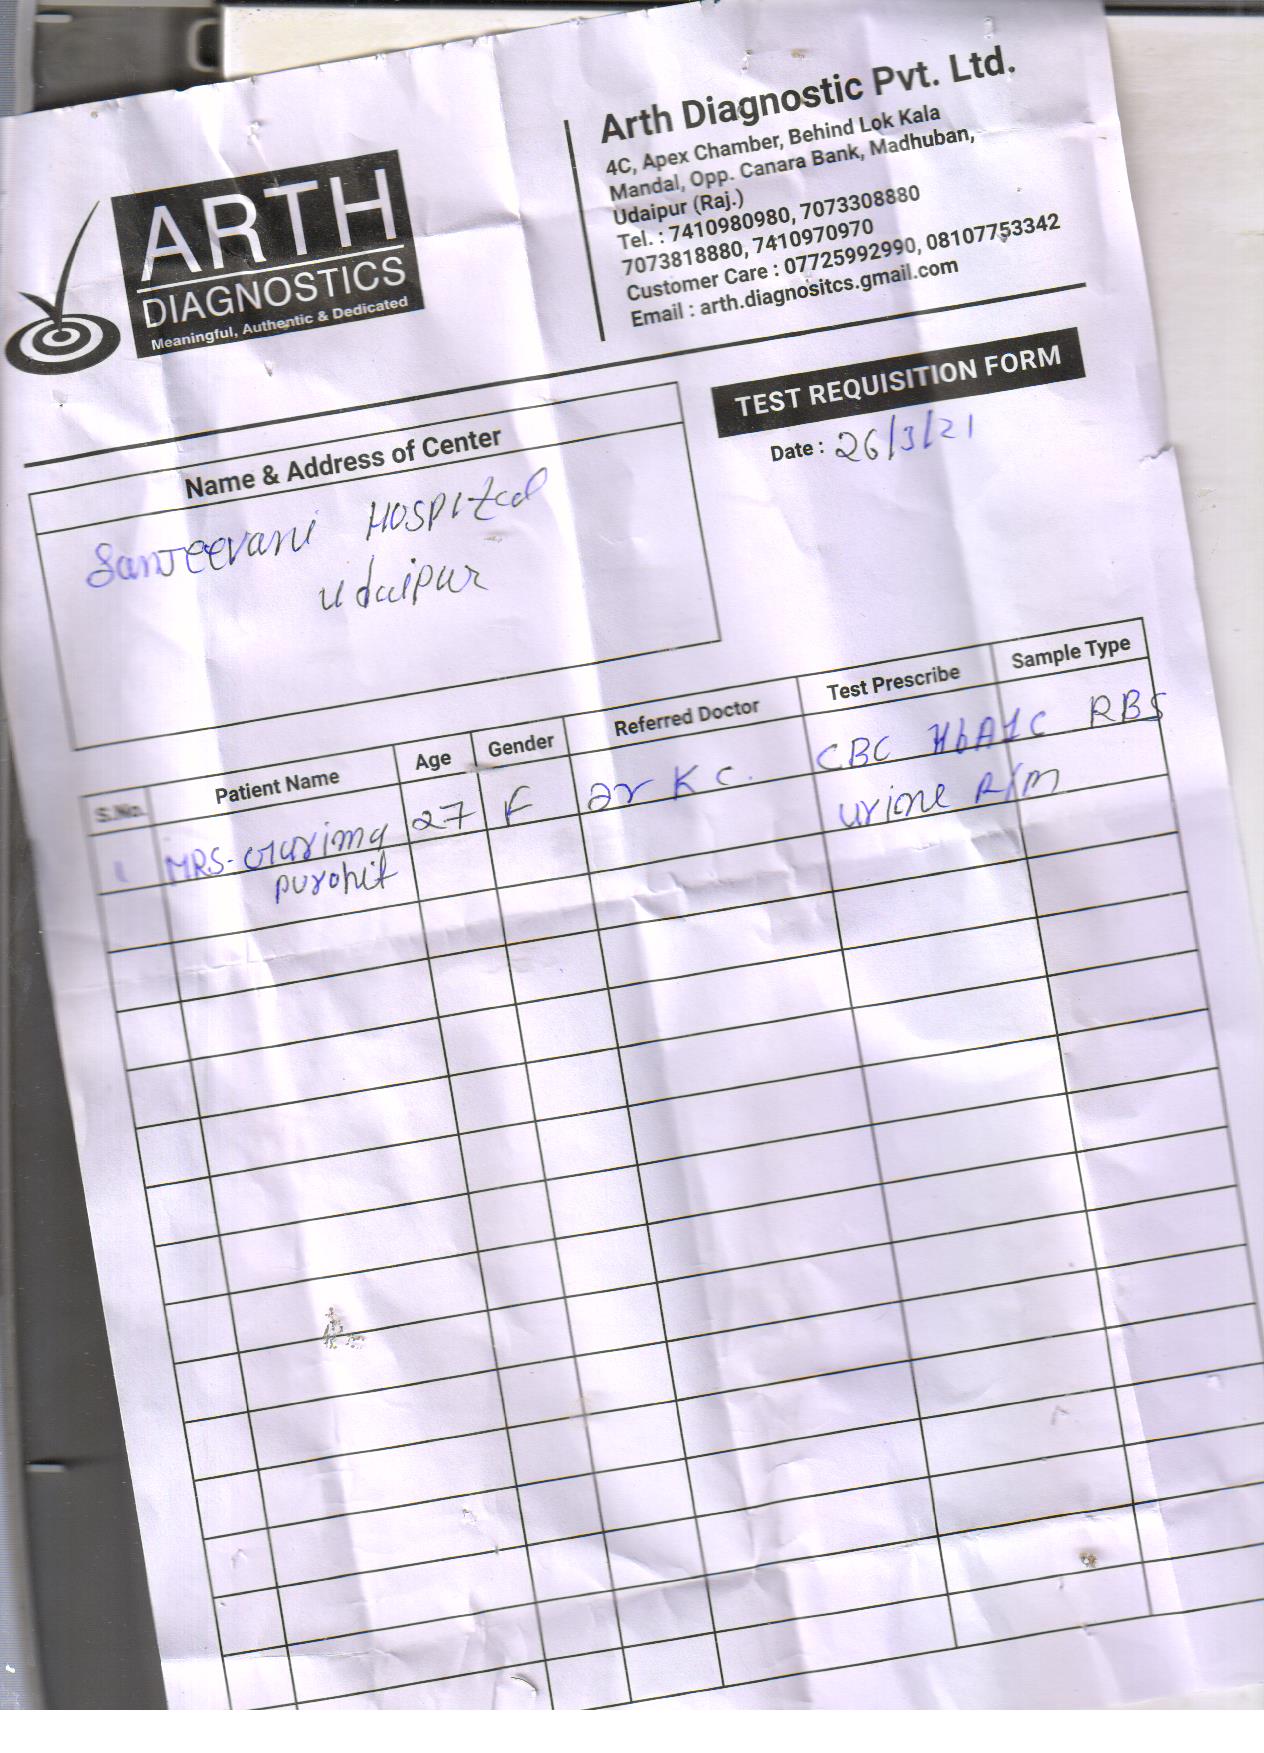 ARTH
DIAGNOSTICS
Meaningful, Authentic & Dedicated
Arth Diagnostic Pvt. Ltd.
4C, Apex Chamber, Behind Lok Kala
Mandal, Opp. Canara Bank, Madhuban,
Udaipur (Raj.)
Tel. : 7410980980, 7073308880
7073818880, 7410970970
Customer Care : 07725992990, 08107753342
Email : arth.diagnositcs.gmail.com
TEST REQUISITION FORM
Date : 26/3/21
Name & Address of Center
Sanjeevani Hospital
Udaipur
S.No. Patient Name Age Gender Referred Doctor Test Prescribe Sample Type
1 MRS. 27 F Dr K C. CBC HbA1C RBS
purohit urine R/m